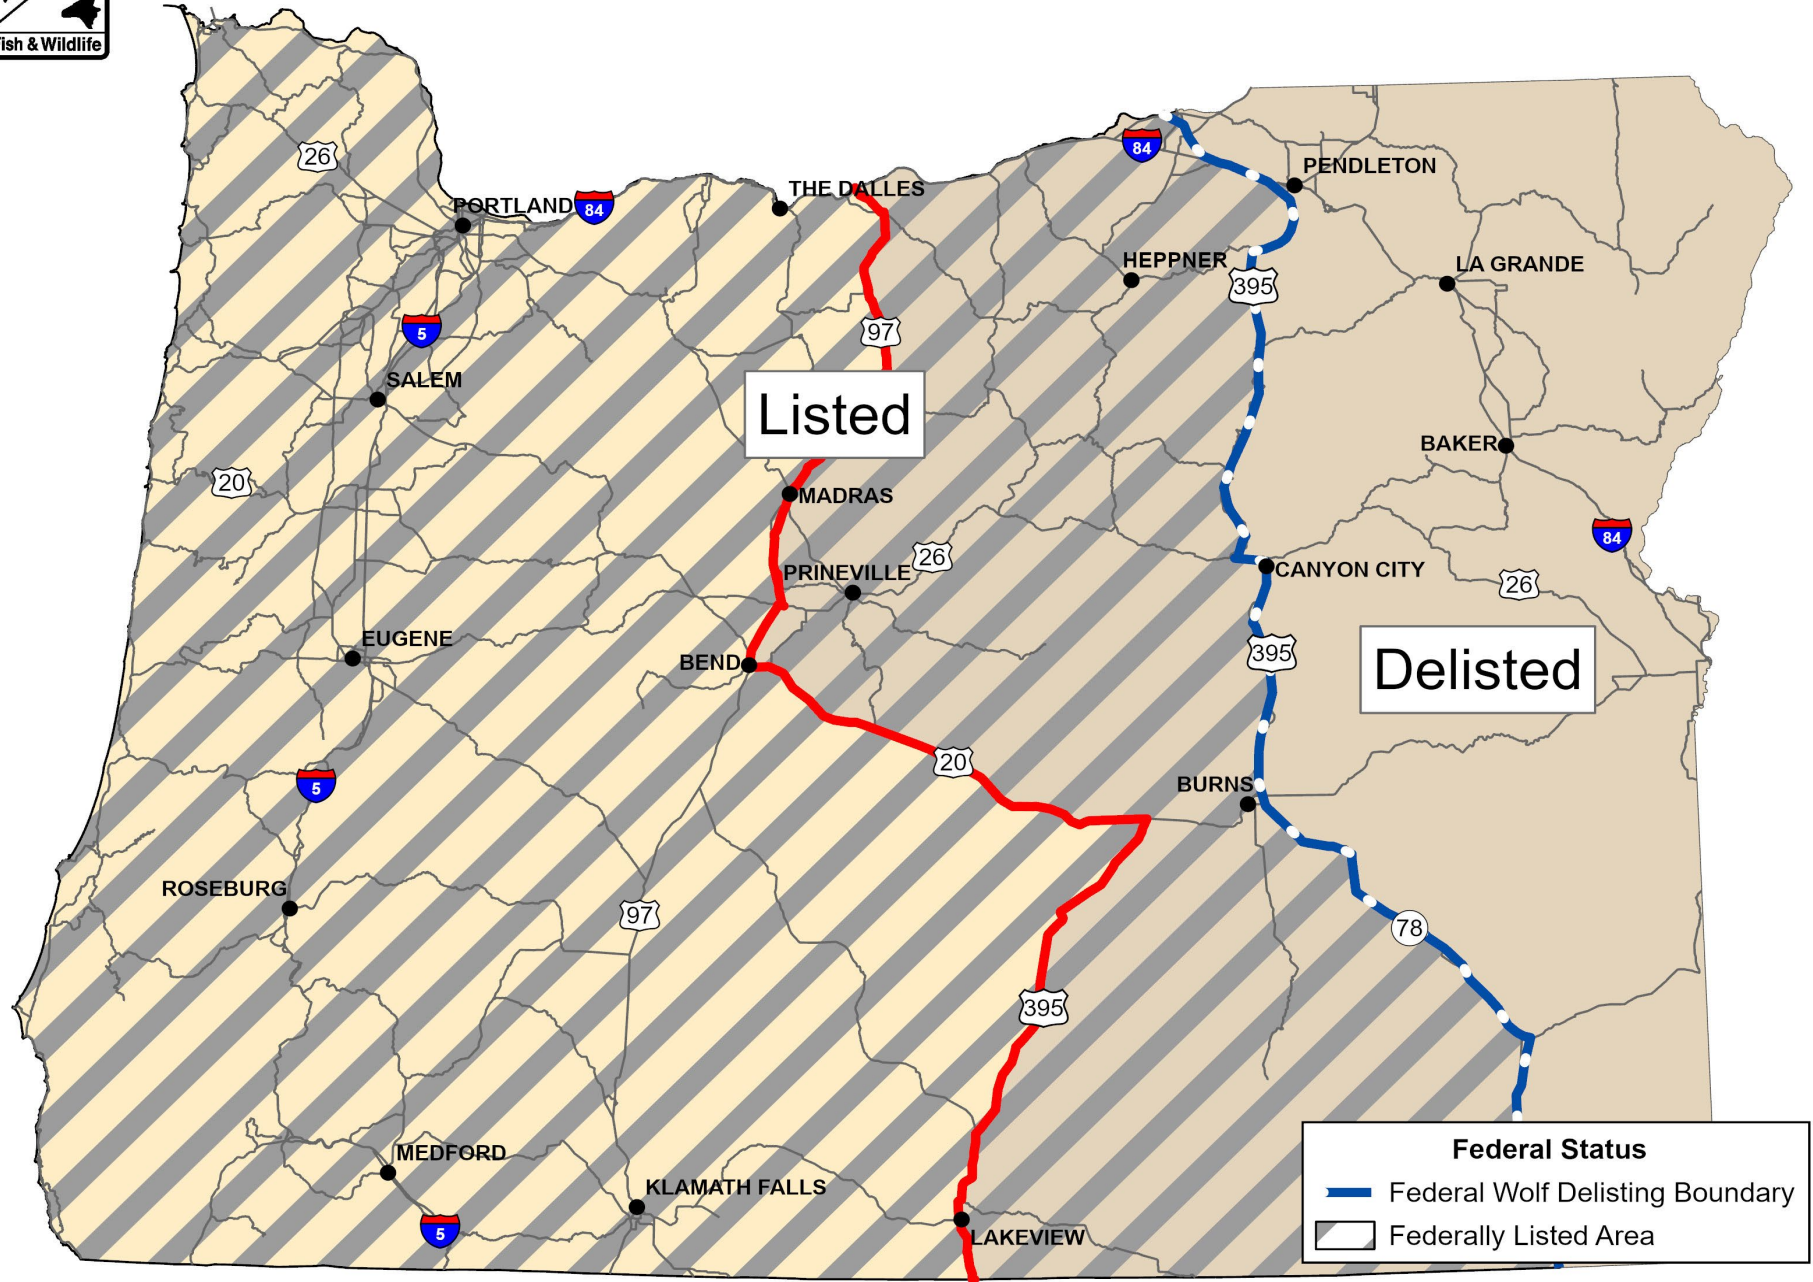 Fish & Wildlife
84
26
PENDLETON
THE DALLES
PORTLAND
84
HEPPNER
LA GRANDE
395
5
97
SALEM
Listed
BAKER
20
MADRAS
84
26
PRINEVILLE
CANYON CITY
26
EUGENE
395
BEND
Delisted
20
BURNS
5
ROSEBURG
97
78
395
MEDFORD
KLAMATH FALLS
5
LAKEVIEW
Federal Status
Federal Wolf Delisting Boundary
Federally Listed Area